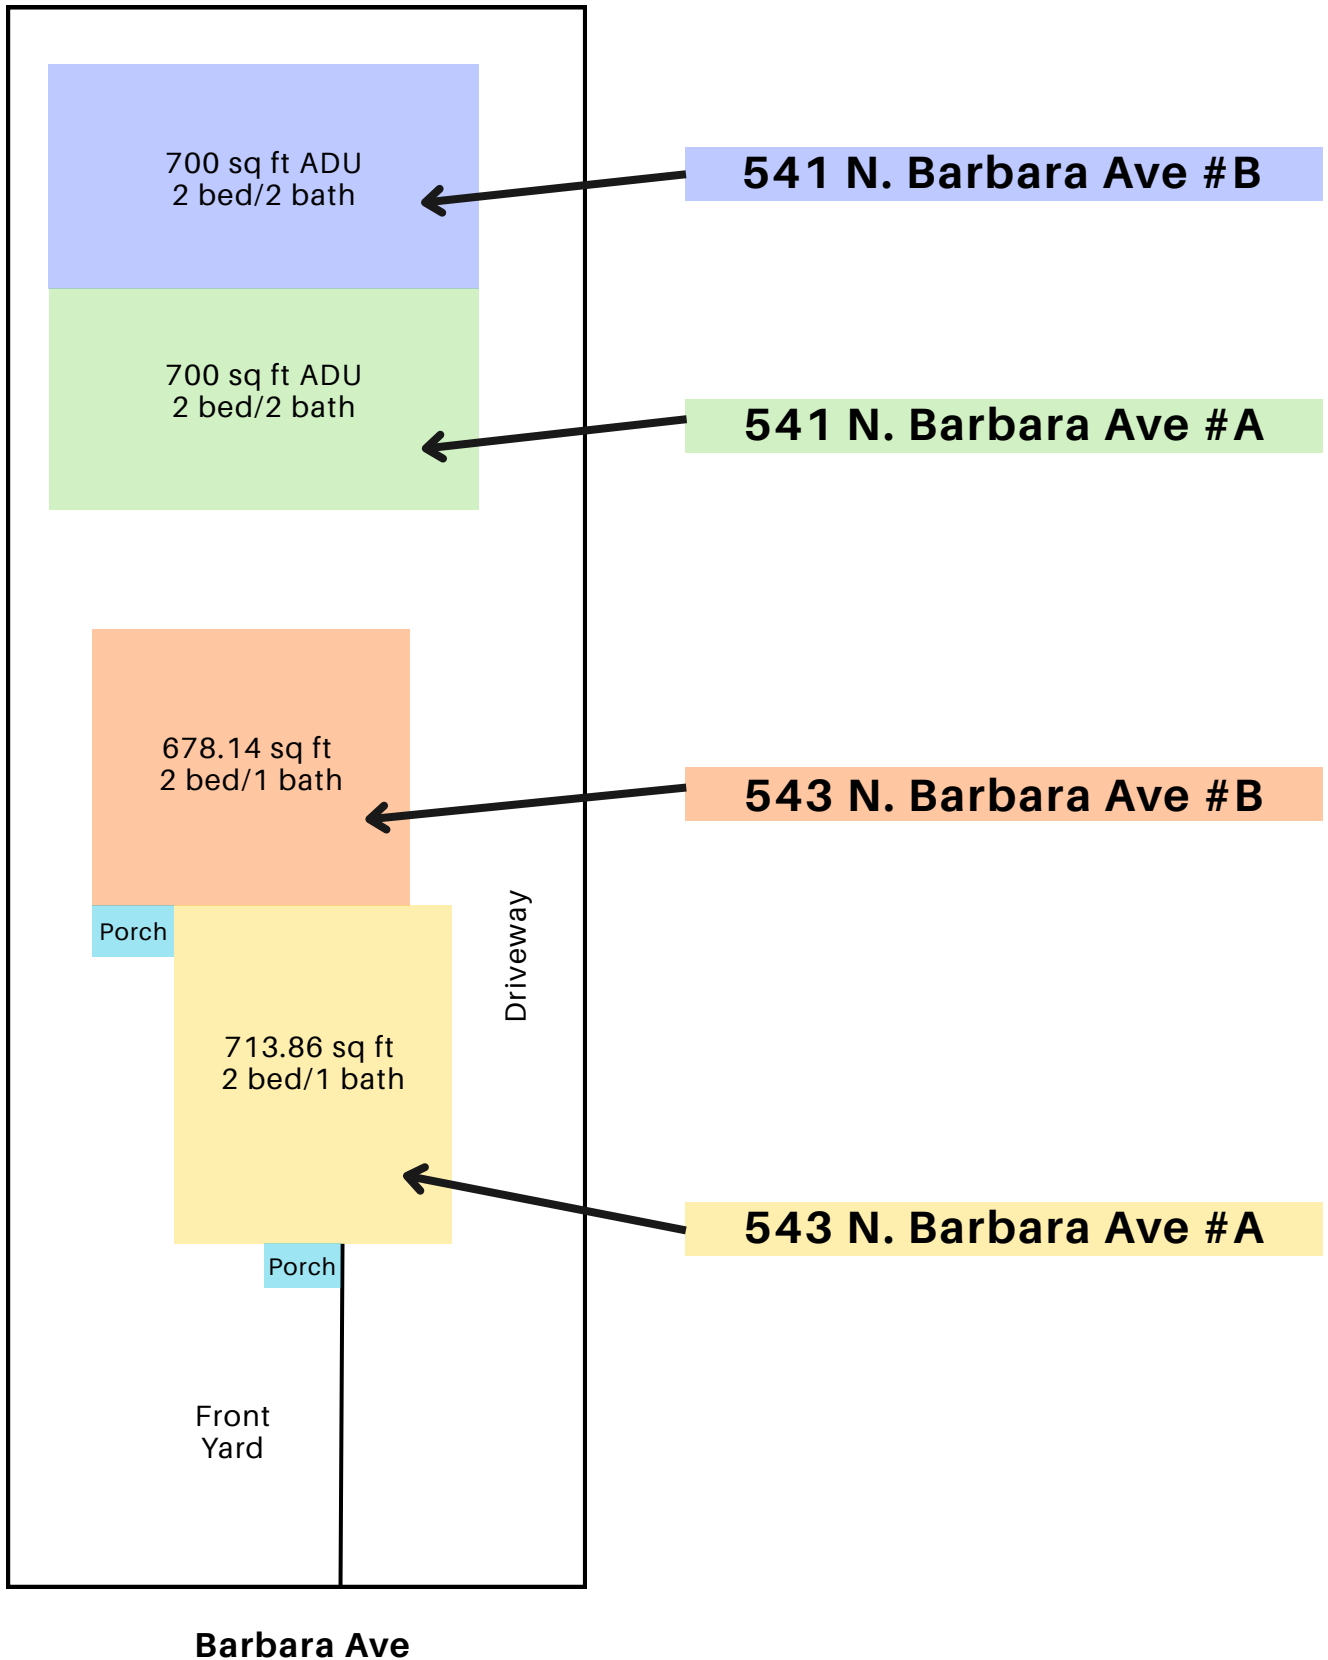 700 sq ft ADU
2 bed/2 bath
541 N. Barbara Ave #B
700 sq ft ADU
2 bed/2 bath
541 N. Barbara Ave #A
678.14 sq ft
2 bed/1 bath
543 N. Barbara Ave #B
Porch
Driveway
713.86 sq ft
2 bed/1 bath
543 N. Barbara Ave #A
Porch
Front
Yard
Barbara Ave